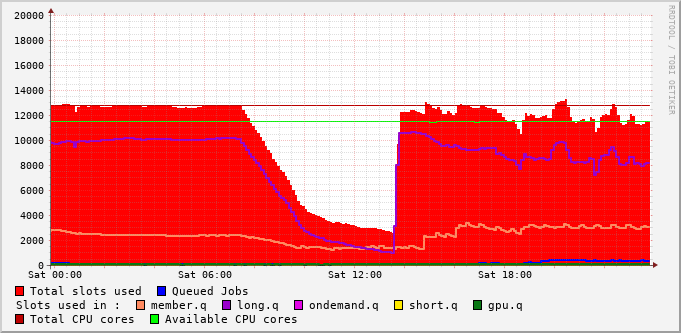 20000
18000
16000
14000
12000
10000
8000
6000
4000
2000
0
Sat 00:00 Sat 06:00 Sat 12:00 Sat 18:00
Total slots used Queued Jobs
Slots used in : member.q long.q ondemand.q short.q gpu.q
Total CPU cores Available CPU cores
RRDTOOL / TOBI OETIKER